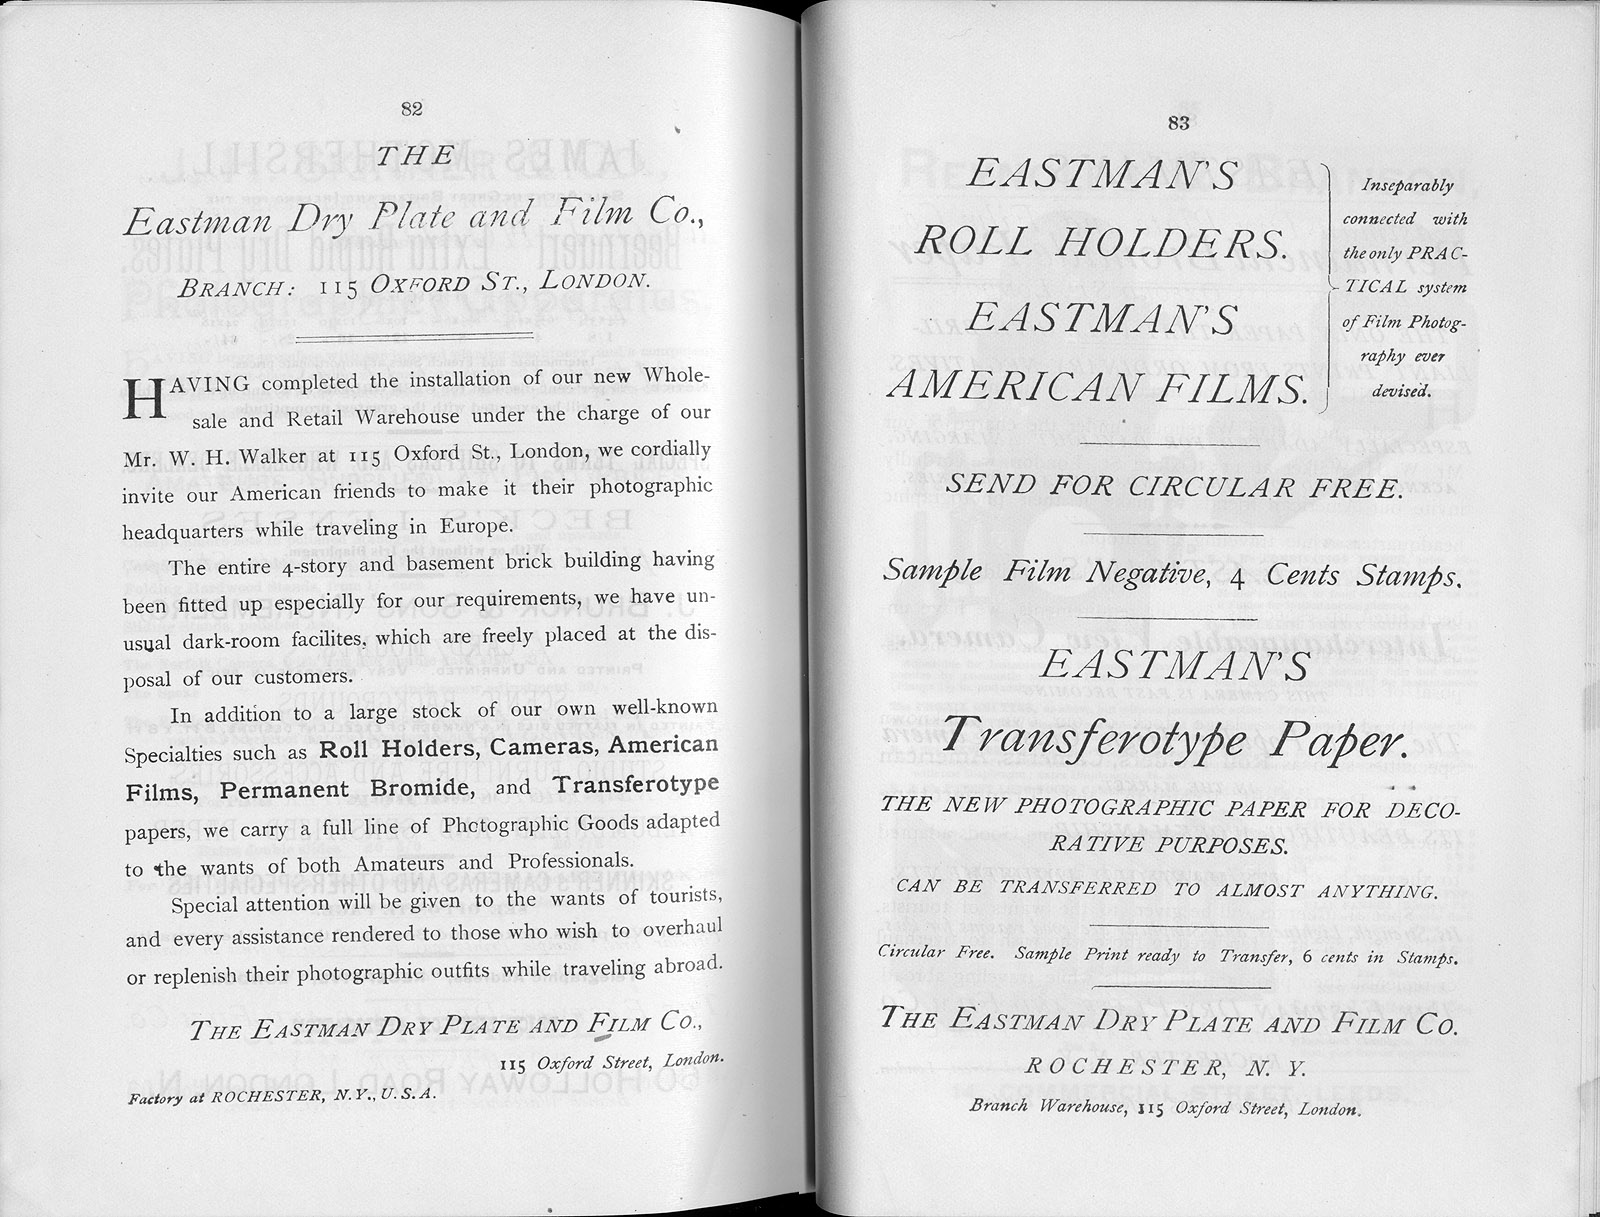 82
THE
Eastman Dry Plate and Film Co.,
BRANCH: 115 OXFORD ST., LONDON.
HAVING completed the installation of our new Whole-
sale and Retail Warehouse under the charge of our
Mr. W. H. Walker at 115 Oxford St., London, we cordially
invite our American friends to make it their photographic
headquarters while traveling in Europe.
The entire 4-story and basement brick building having
been fitted up especially for our requirements, we have un-
usual dark-room facilites, which are freely placed at the dis-
posal of our customers.
In addition to a large stock of our own well-known
Specialties such as Roll Holders, Cameras, American
Films, Permanent Bromide, and Transferotype
papers, we carry a full line of Photographic Goods adapted
to the wants of both Amateurs and Professionals.
Special attention will be given to the wants of tourists,
and every assistance rendered to those who wish to overhaul
or replenish their photographic outfits while traveling abroad.
THE EASTMAN DRY PLATE AND FILM CO.,
115 Oxford Street, London.
Factory at ROCHESTER, N. Y., U. S. A.
83
EASTMAN'S
ROLL HOLDERS.
EASTMAN'S
AMERICAN FILMS.
Inseparably
connected with
the only PRAC-
TICAL system
of Film Photog-
raphy ever
devised.
SEND FOR CIRCULAR FREE.
Sample Film Negative, 4 Cents Stamps.
EASTMAN'S
Transferotype Paper.
THE NEW PHOTOGRAPHIC PAPER FOR DECO-
RATIVE PURPOSES.
CAN BE TRANSFERRED TO ALMOST ANYTHING.
Circular Free. Sample Print ready to Transfer, 6 cents in Stamps.
THE EASTMAN DRY PLATE AND FILM CO.
ROCHESTER, N. Y.
Branch Warehouse, 115 Oxford Street, London.